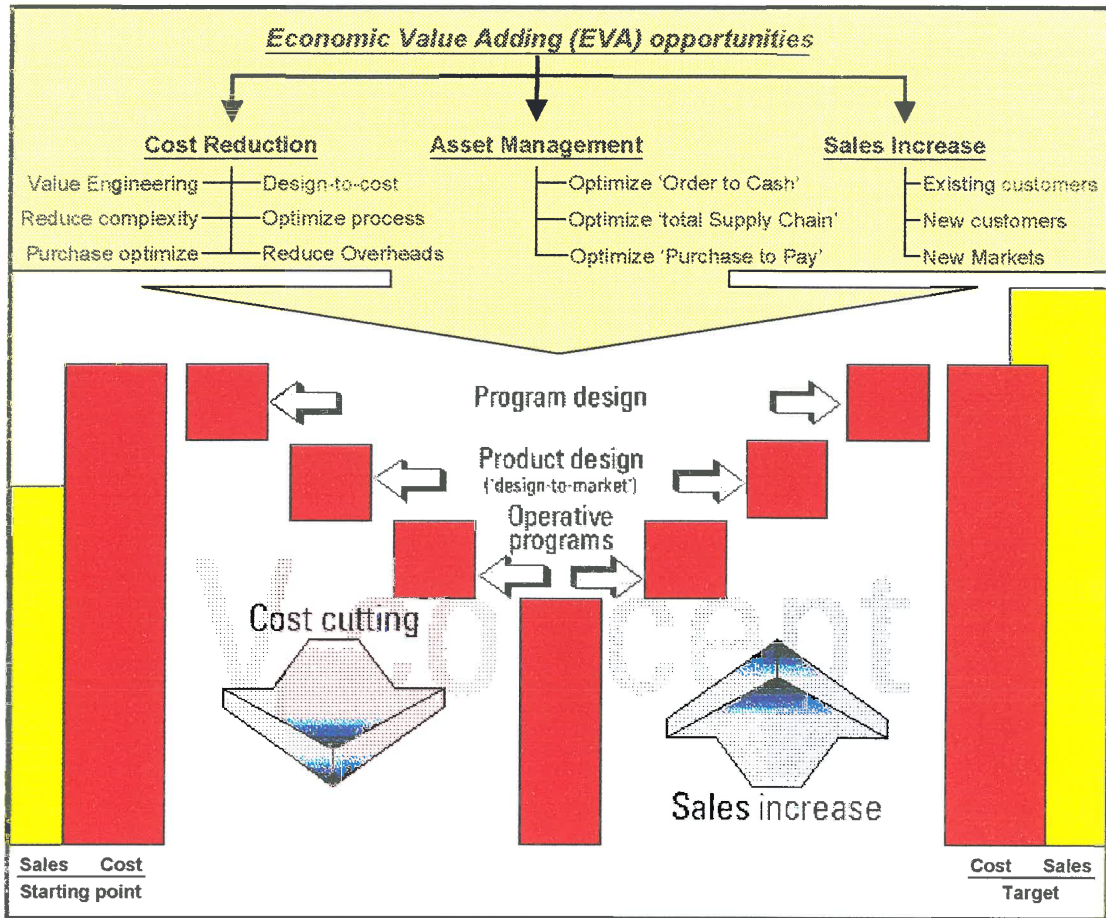 Economic Value Adding (EVA) opportunities
Cost Reduction
Value Engineering
Design-to-cost
Reduce complexity
Optimize process
Purchase optimize
Reduce Overheads
Asset Management
Optimize 'Order to Cash'
Optimize 'total Supply Chain'
Optimize 'Purchase to Pay'
Sales Increase
Existing customers
New customers
New Markets
Program design
Product design
('design-to-market')
Operative
programs
Cost cutting
Sales increase
Sales Cost
Starting point
Cost Sales
Target